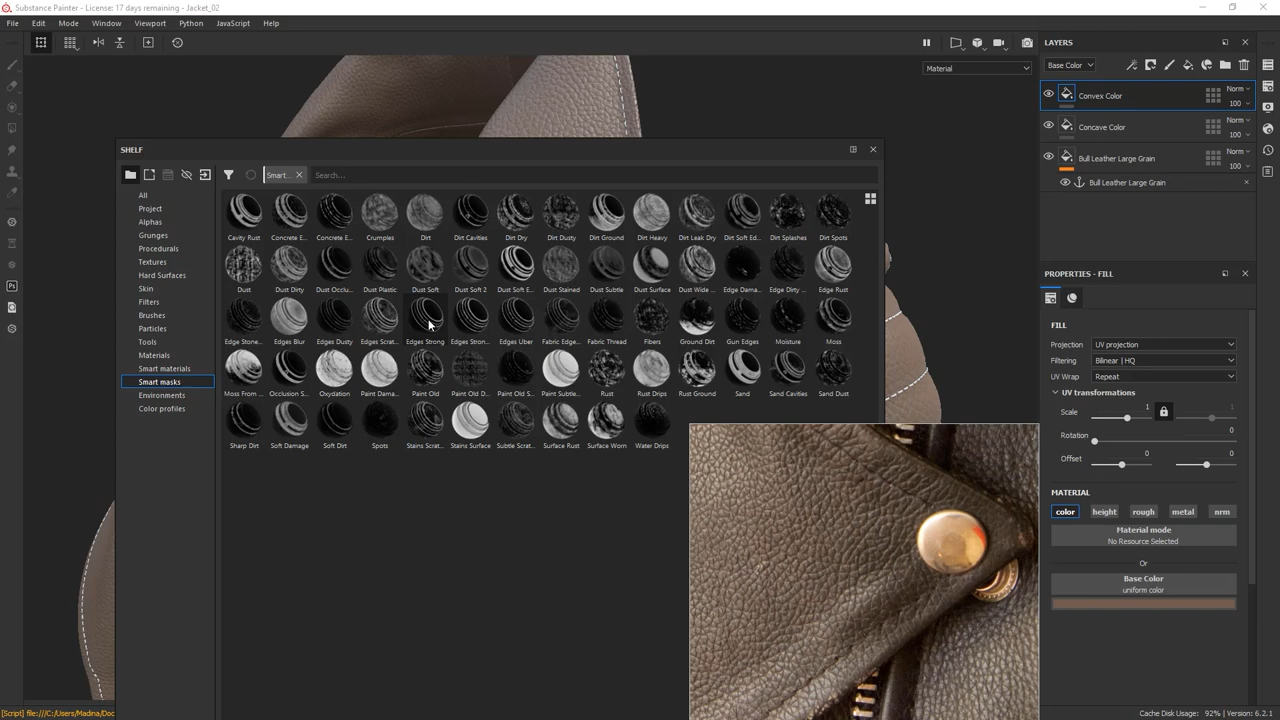 Substance Painter - License: 17 days remaining - Jacket_02
File Edit Mode Window Viewport Python JavaScript Help
Material
LAYERS
Base Color
Convex Color Norm 100
Concave Color Norm 100
Bull Leather Large Grain Norm 100
Bull Leather Large Grain
SHELF
Smart... Search...
All
Project
Alphas
Grunges
Procedurals
Textures
Hard Surfaces
Skin
Filters
Brushes
Particles
Tools
Materials
Smart materials
Smart masks
Environments
Color profiles
Cavity Rust Concrete E... Concrete E... Crumples Dirt Dirt Cavities Dirt Dry Dirt Dusty Dirt Ground Dirt Heavy Dirt Leak Dry Dirt Soft Ed... Dirt Splashes Dirt Spots
Dust Dust Dirty Dust Occlu... Dust Plastic Dust Soft Dust Soft 2 Dust Soft E... Dust Stained Dust Subtle Dust Surface Dust Wide ... Edge Dama... Edge Dirty ... Edge Rust
Edge Stone... Edges Blur Edges Dusty Edges Scrat... Edges Strong Edges Stron... Edges Uber Fabric Edge... Fabric Thread Fibers Ground Dirt Gun Edges Moisture Moss
Moss From ... Occlusion S... Oxydation Paint Dama... Paint Old Paint Old D... Paint Old S... Paint Subtle... Rust Rust Drips Rust Ground Sand Sand Cavities Sand Dust
Sharp Dirt Soft Damage Soft Dirt Spots Stains Scrat... Stains Surface Subtle Scrat... Surface Rust Surface Worn Water Drips
PROPERTIES - FILL
FILL
Projection UV projection
Filtering Bilinear | HQ
UV Wrap Repeat
UV transformations
Scale 1 1
Rotation 0
Offset 0 0
MATERIAL
color height rough metal nrm
Material mode
No Resource Selected
Or
Base Color
uniform color
[Script] file:///C:/Users/Madina/Doc
Cache Disk Usage: 92% | Version: 6.2.1
Ps